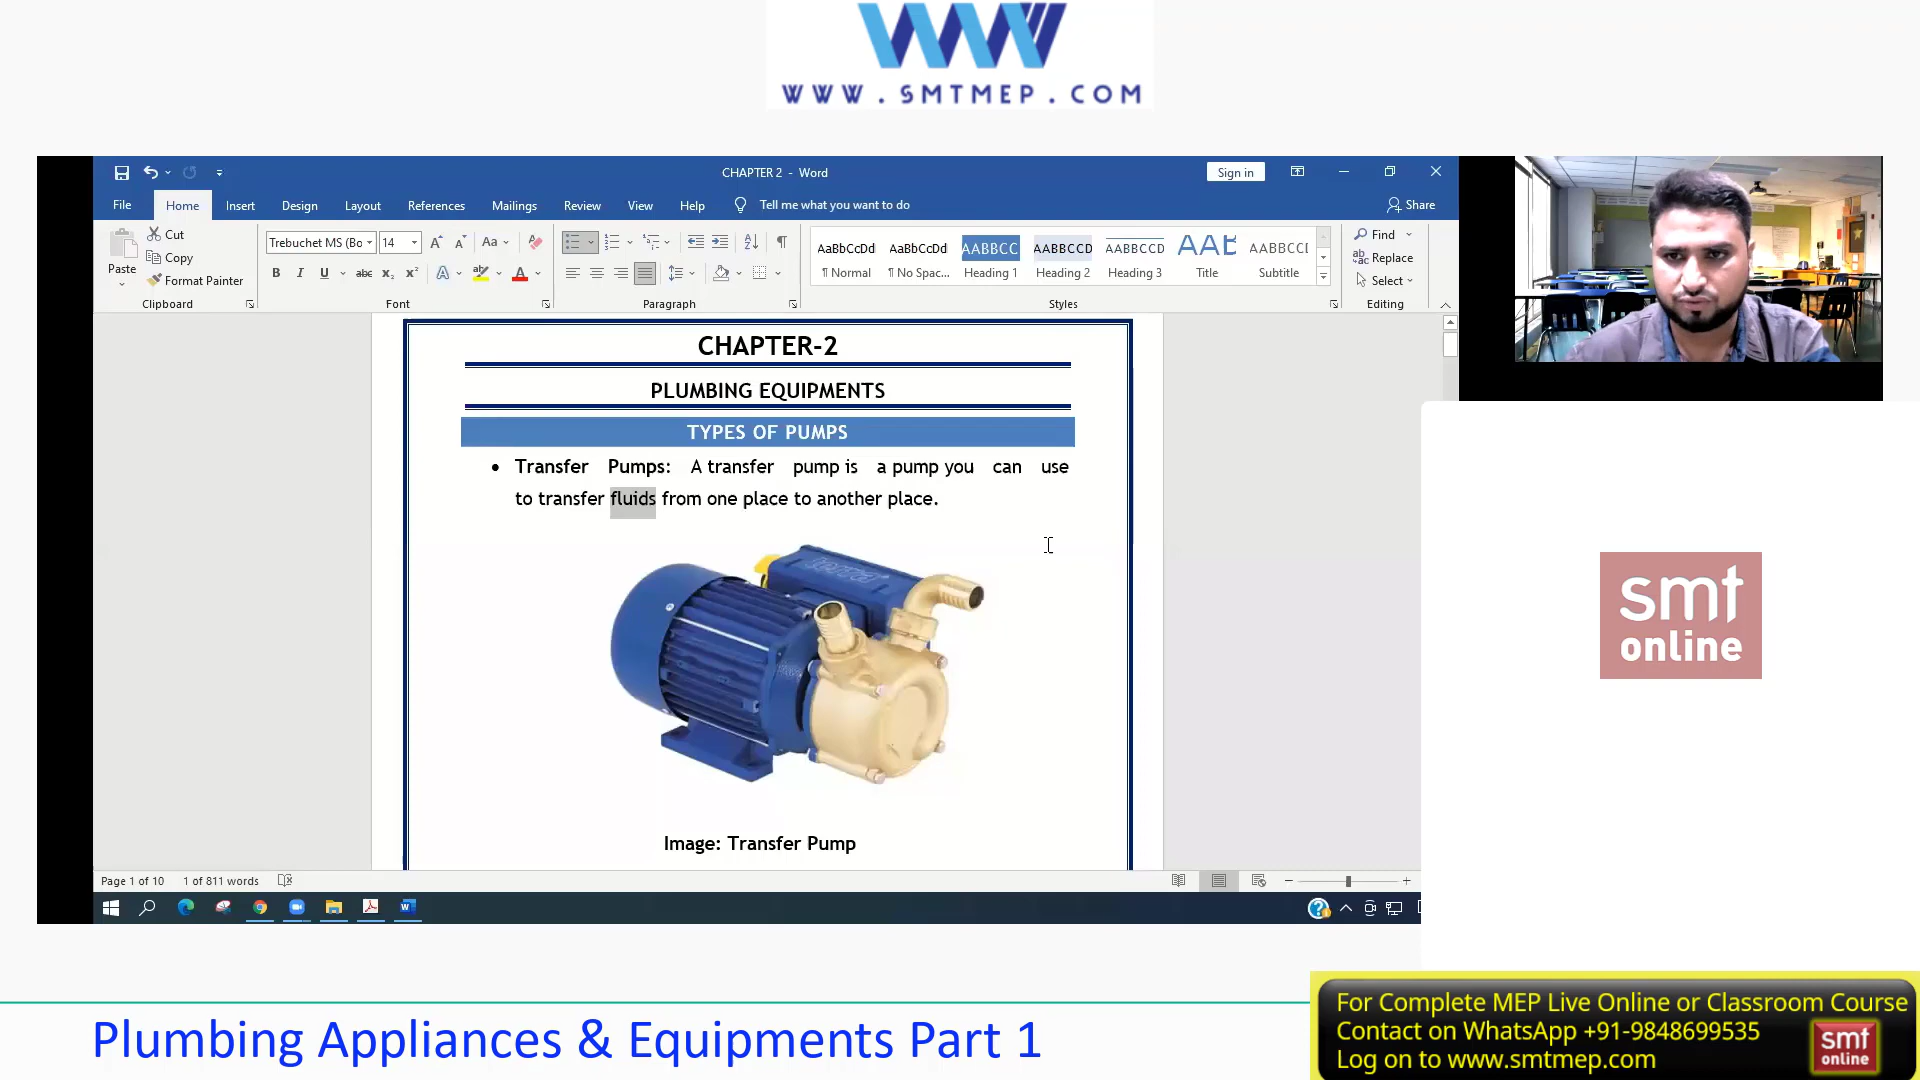 WWW.SMTMEP.COM
CHAPTER 2 - Word
Sign in
File Home Insert Design Layout References Mailings Review View Help Tell me what you want to do Share
Paste
Cut
Copy
Format Painter
Clipboard
Trebuchet MS (Bo 14
Font
Paragraph
AaBbCcDd AaBbCcDd AABBCC AABBCCD AABBCCD AAB AABBCCD
¶ Normal ¶ No Spac... Heading 1 Heading 2 Heading 3 Title Subtitle
Styles
Find
Replace
Select
Editing
CHAPTER-2
PLUMBING EQUIPMENTS
TYPES OF PUMPS
• Transfer Pumps: A transfer pump is a pump you can use
to transfer fluids from one place to another place.
Image: Transfer Pump
Page 1 of 10 1 of 811 words
smt
online
Plumbing Appliances & Equipments Part 1
For Complete MEP Live Online or Classroom Course
Contact on WhatsApp +91-9848699535
Log on to www.smtmep.com
smt
online